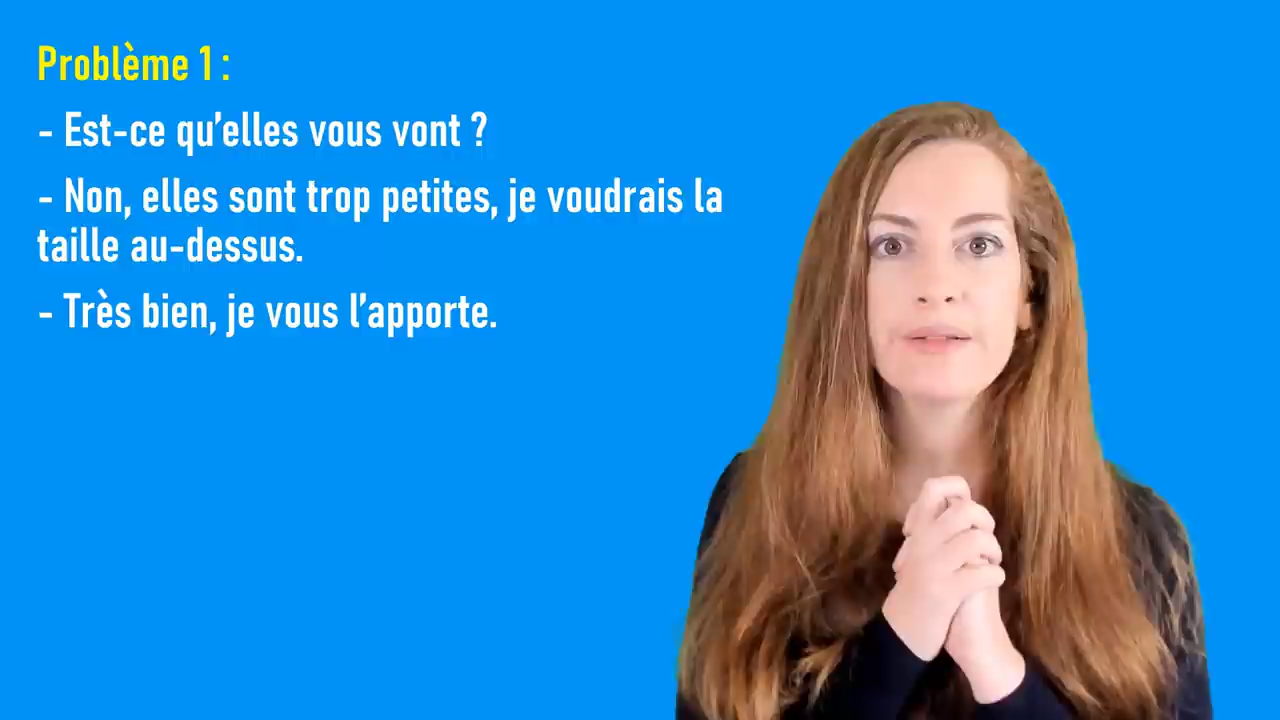 Problème 1 :
- Est-ce qu’elles vous vont ?
- Non, elles sont trop petites, je voudrais la
taille au-dessus.
- Très bien, je vous l’apporte.